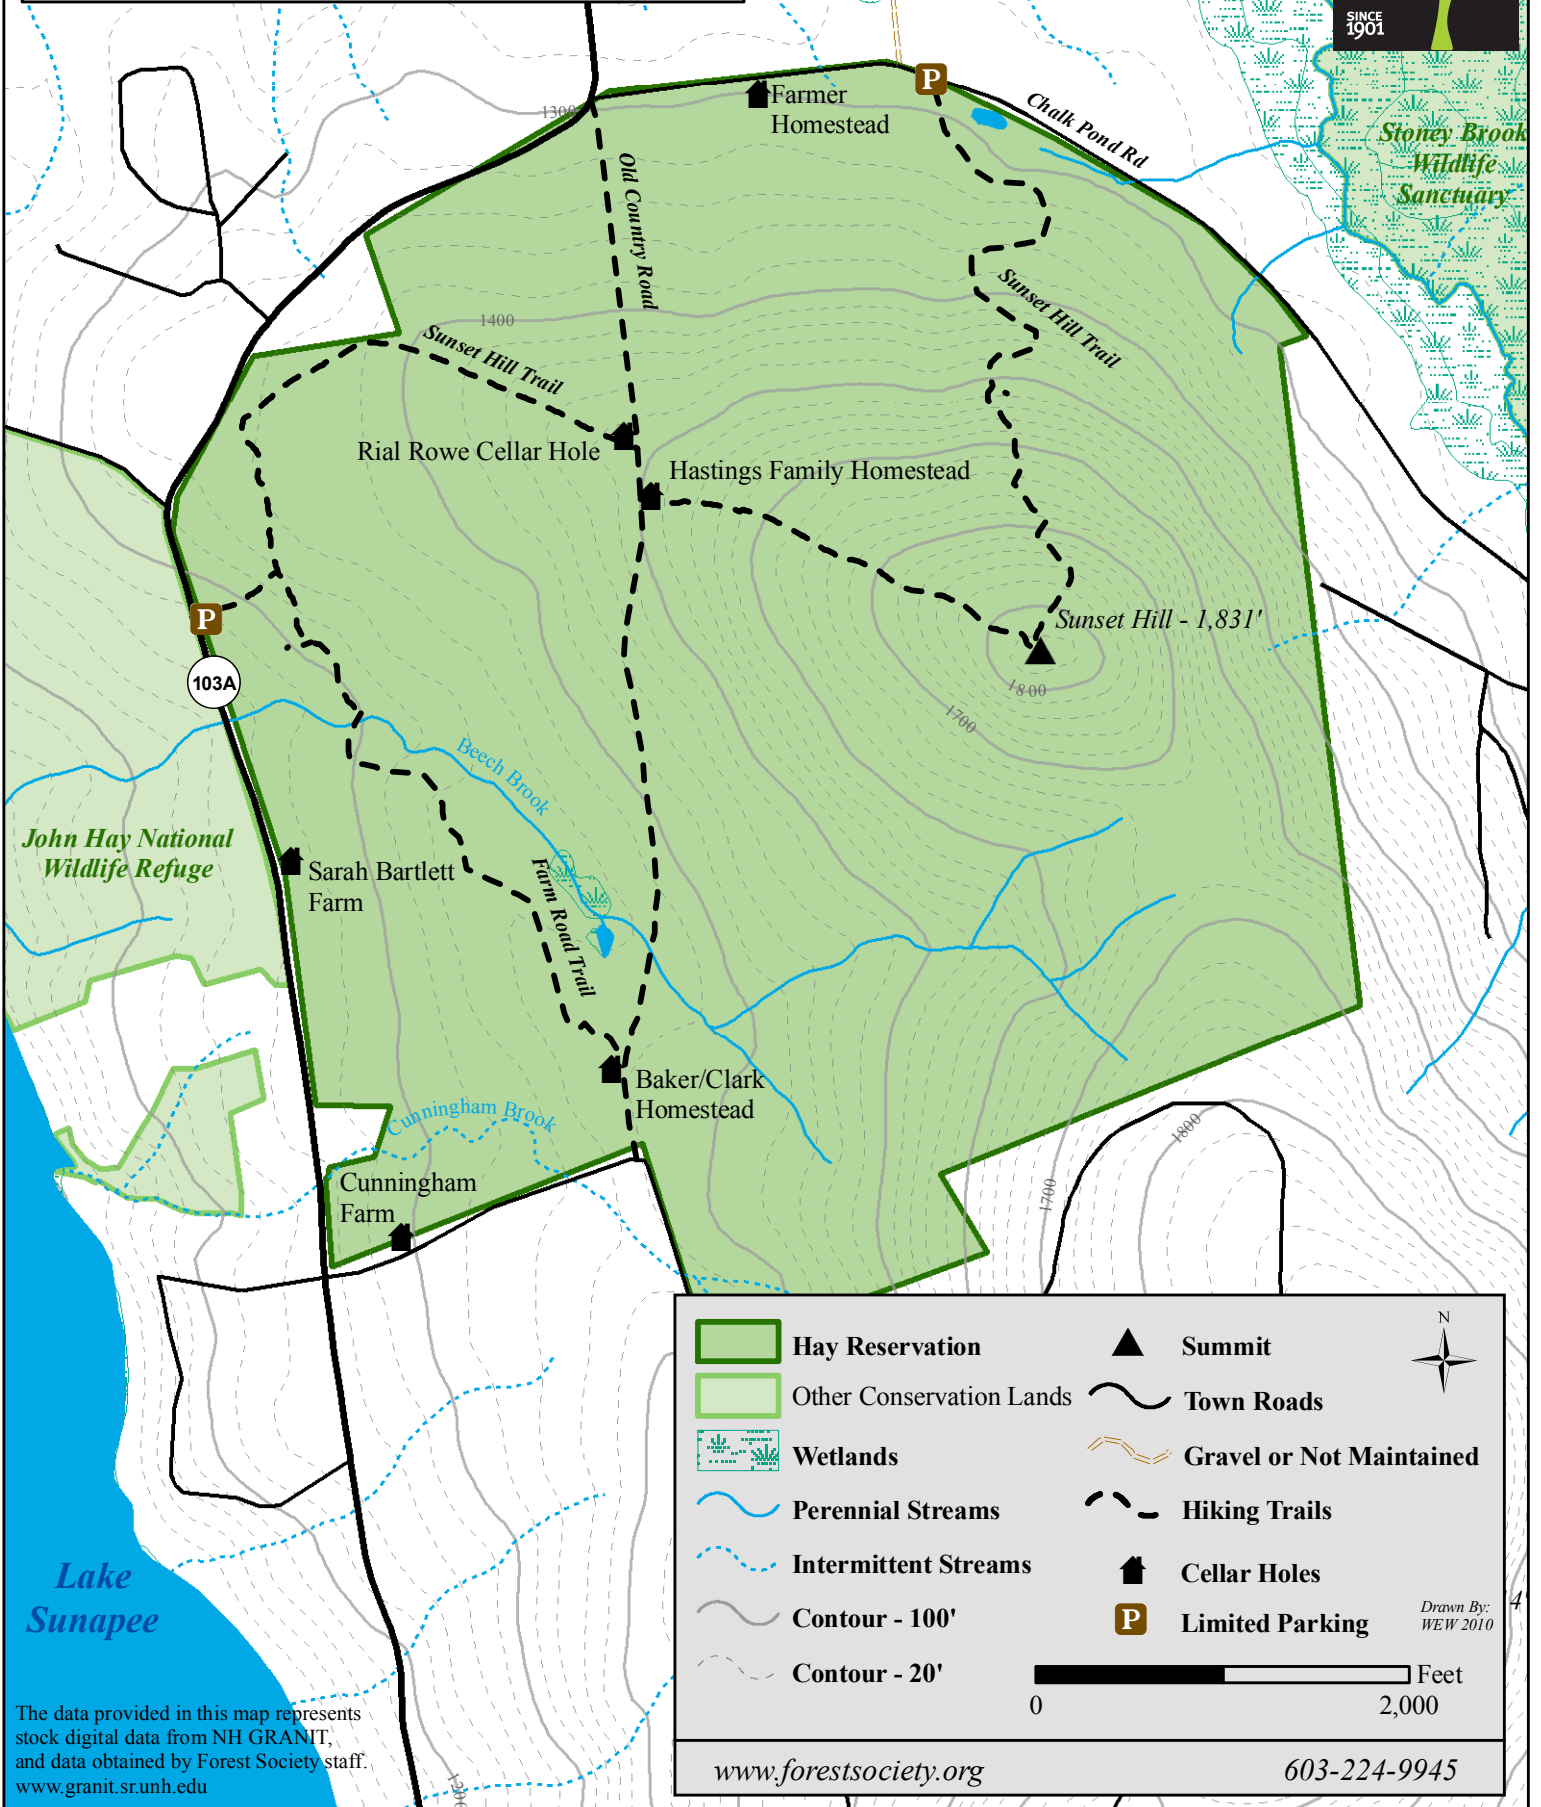 SINCE
1901
P
Farmer
Homestead
Chalk Pond Rd
Stoney Brook
Wildlife
Sanctuary
1300
Old Country Road
Sunset Hill Trail
1400
Sunset Hill Trail
Rial Rowe Cellar Hole
Hastings Family Homestead
P
Sunset Hill - 1,831'
103A
1800
1700
Beech Brook
John Hay National
Wildlife Refuge
Sarah Bartlett
Farm
Farm Road Trail
Baker/Clark
Homestead
Cunningham Brook
1800
Cunningham
Farm
1700
N
Hay Reservation
Summit
Other Conservation Lands
Town Roads
Wetlands
Gravel or Not Maintained
Perennial Streams
Hiking Trails
Intermittent Streams
Cellar Holes
Contour - 100'
P
Limited Parking
Drawn By:
WEW 2010
4'
Contour - 20'
Feet
0
2,000
Lake
Sunapee
The data provided in this map represents
stock digital data from NH GRANIT,
and data obtained by Forest Society staff.
www.granit.sr.unh.edu
www.forestsociety.org
603-224-9945